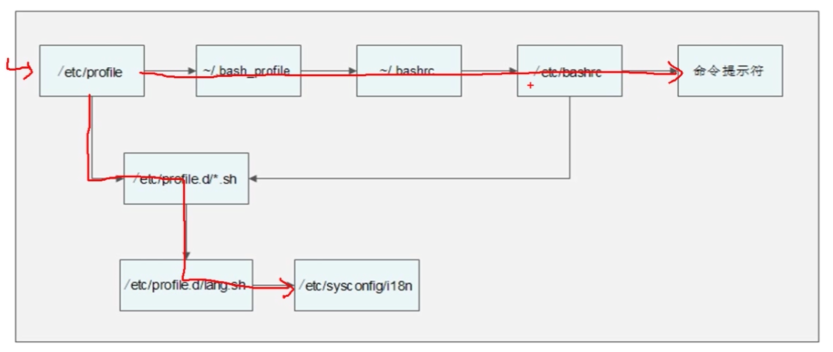 /etc/profile
~/.bash_profile
~/.bashrc
/etc/bashrc
命令提示符
/etc/profile.d/*.sh
/etc/profile.d/lang.sh
/etc/sysconfig/i18n